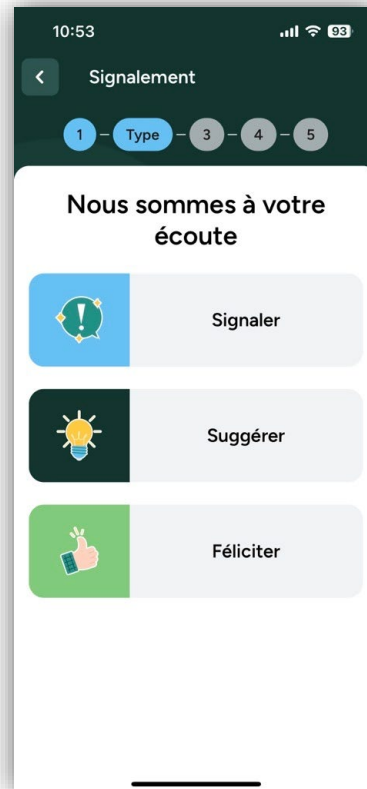 10:53
93
Signalement
1
Type
3
4
5
Nous sommes à votre
écoute
Signaler
Suggérer
Féliciter